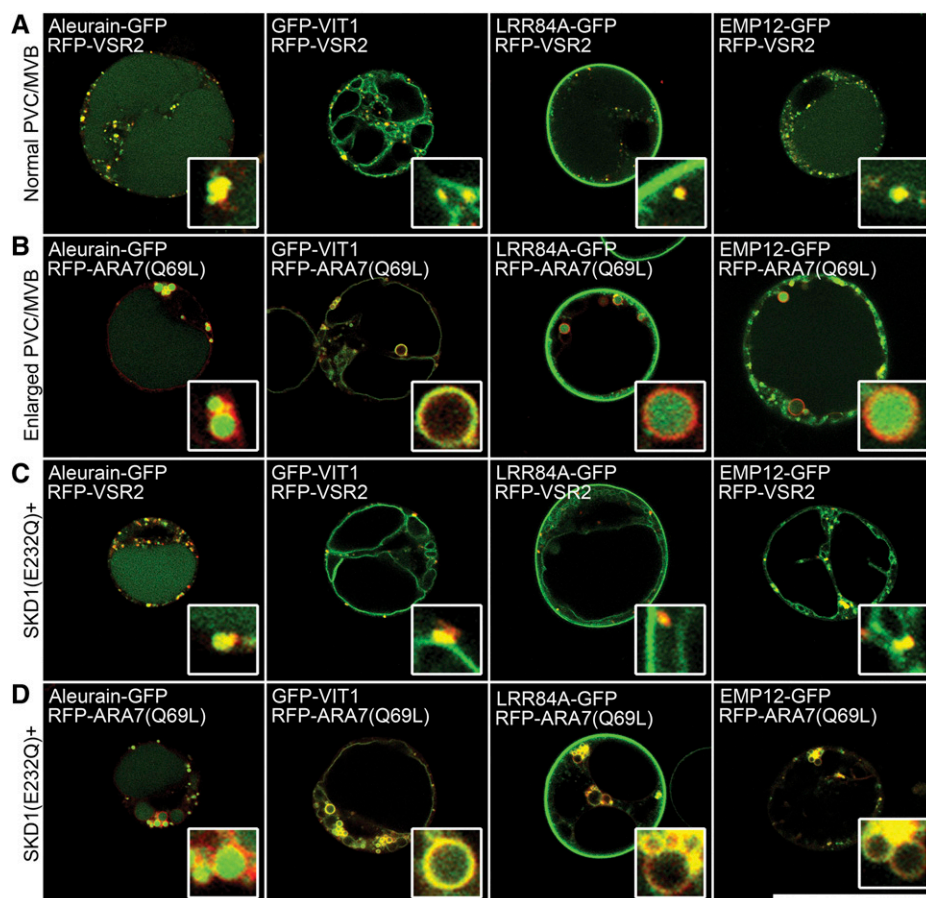 A
Normal PVC/MVB
Aleurain-GFP
RFP-VSR2
GFP-VIT1
RFP-VSR2
LRR84A-GFP
RFP-VSR2
EMP12-GFP
RFP-VSR2
B
Enlarged PVC/MVB
Aleurain-GFP
RFP-ARA7(Q69L)
GFP-VIT1
RFP-ARA7(Q69L)
LRR84A-GFP
RFP-ARA7(Q69L)
EMP12-GFP
RFP-ARA7(Q69L)
C
SKD1(E232Q)+
Aleurain-GFP
RFP-VSR2
GFP-VIT1
RFP-VSR2
LRR84A-GFP
RFP-VSR2
EMP12-GFP
RFP-VSR2
D
SKD1(E232Q)+
Aleurain-GFP
RFP-ARA7(Q69L)
GFP-VIT1
RFP-ARA7(Q69L)
LRR84A-GFP
RFP-ARA7(Q69L)
EMP12-GFP
RFP-ARA7(Q69L)